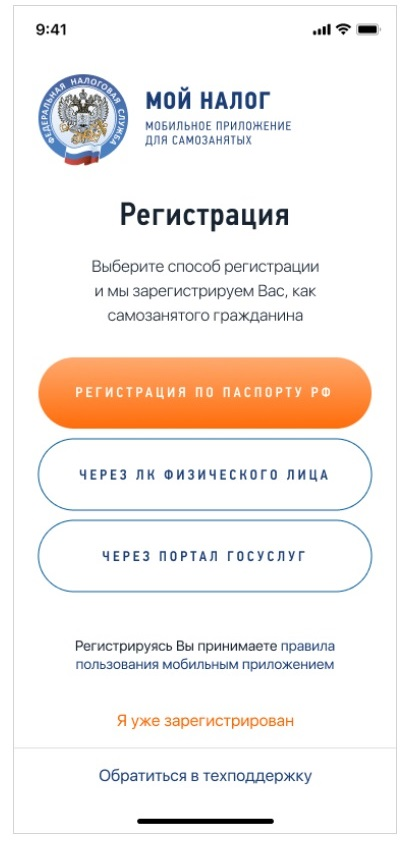 9:41
ФЕДЕРАЛЬНАЯ НАЛОГОВАЯ СЛУЖБА
МОЙ НАЛОГ
МОБИЛЬНОЕ ПРИЛОЖЕНИЕ
ДЛЯ САМОЗАНЯТЫХ
Регистрация
Выберите способ регистрации
и мы зарегистрируем Вас, как
самозанятого гражданина
РЕГИСТРАЦИЯ ПО ПАСПОРТУ РФ
ЧЕРЕЗ ЛК ФИЗИЧЕСКОГО ЛИЦА
ЧЕРЕЗ ПОРТАЛ ГОСУСЛУГ
Регистрируясь Вы принимаете правила
пользования мобильным приложением
Я уже зарегистрирован
Обратиться в техподдержку